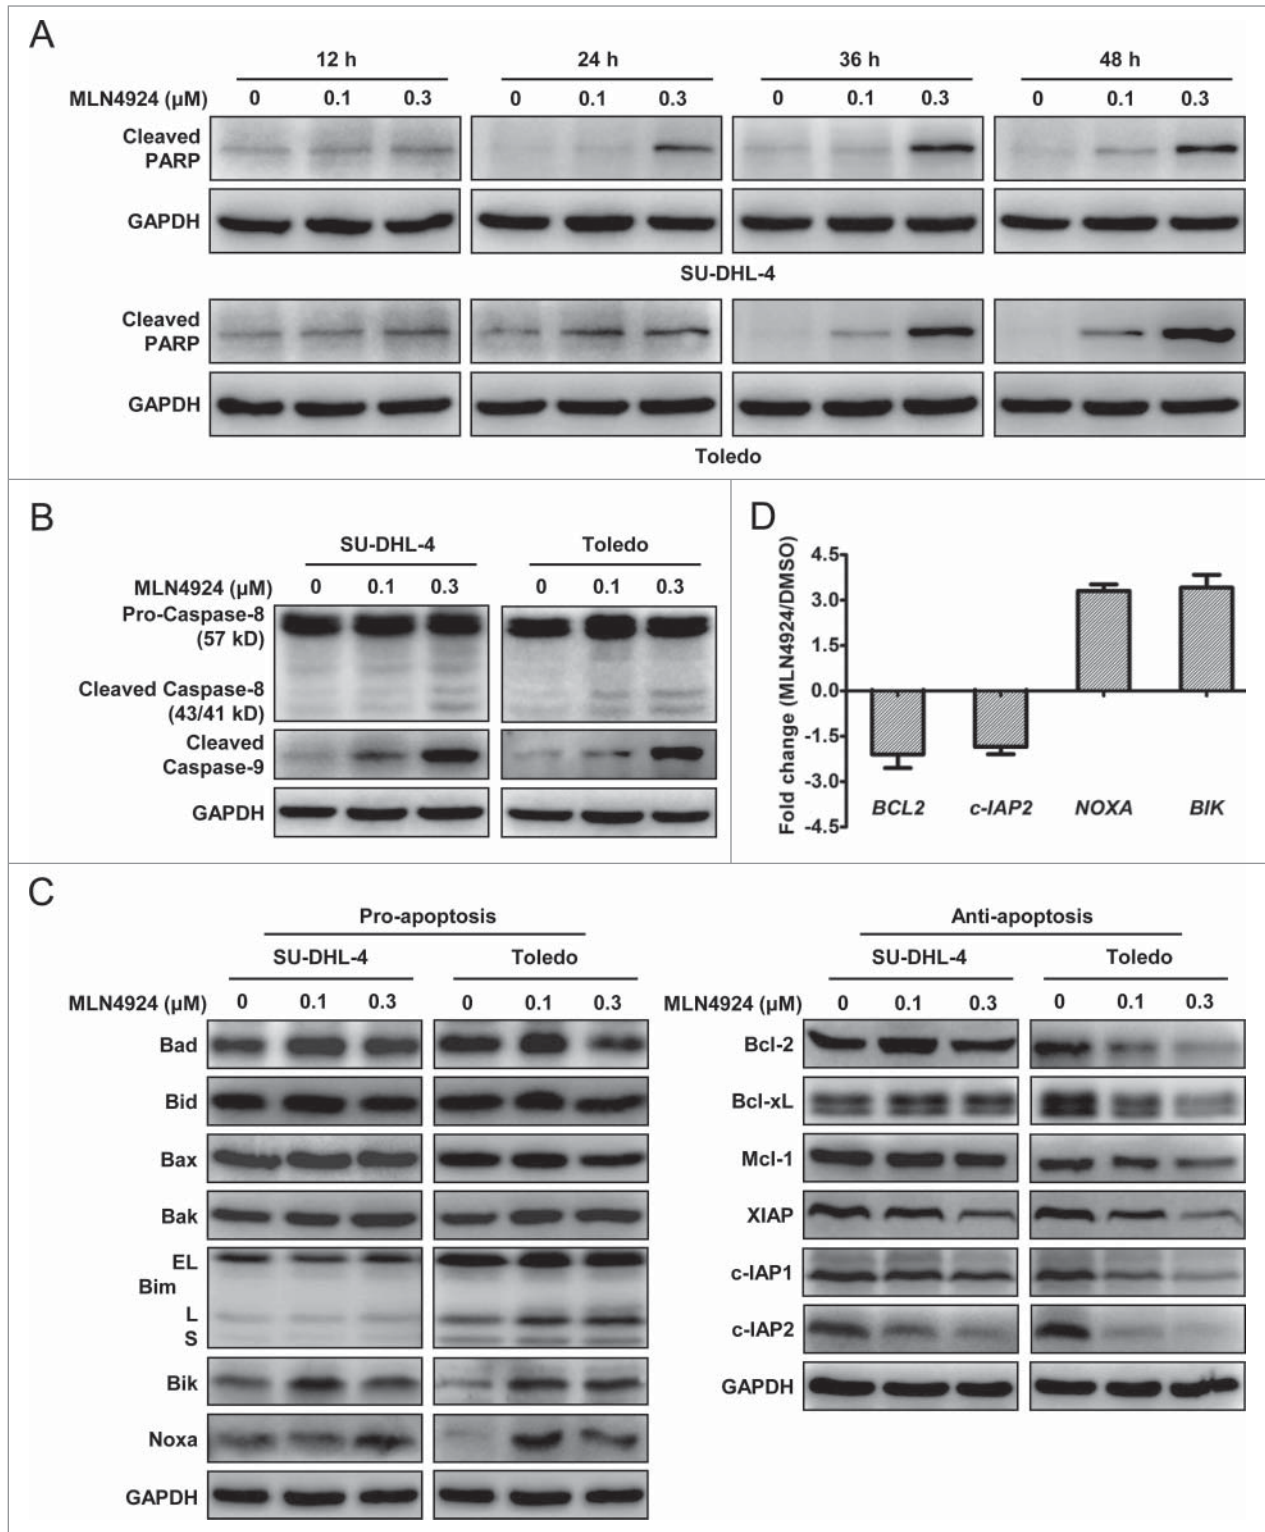 A
12 h 24 h 36 h 48 h
MLN4924 (µM) 0 0.1 0.3 0 0.1 0.3 0 0.1 0.3 0 0.1 0.3
Cleaved
PARP
GAPDH
SU-DHL-4
Cleaved
PARP
GAPDH
Toledo
B
SU-DHL-4 Toledo
MLN4924 (µM) 0 0.1 0.3 0 0.1 0.3
Pro-Caspase-8
(57 kD)
Cleaved Caspase-8
(43/41 kD)
Cleaved
Caspase-9
GAPDH
D
Fold change (MLN4924/DMSO)
4.5
3.0
1.5
0.0
-1.5
-3.0
-4.5
BCL2 c-IAP2 NOXA BIK
C
Pro-apoptosis
SU-DHL-4 Toledo
MLN4924 (µM) 0 0.1 0.3 0 0.1 0.3
Bad
Bid
Bax
Bak
EL
Bim
L
S
Bik
Noxa
GAPDH
Anti-apoptosis
SU-DHL-4 Toledo
MLN4924 (µM) 0 0.1 0.3 0 0.1 0.3
Bcl-2
Bcl-xL
Mcl-1
XIAP
c-IAP1
c-IAP2
GAPDH